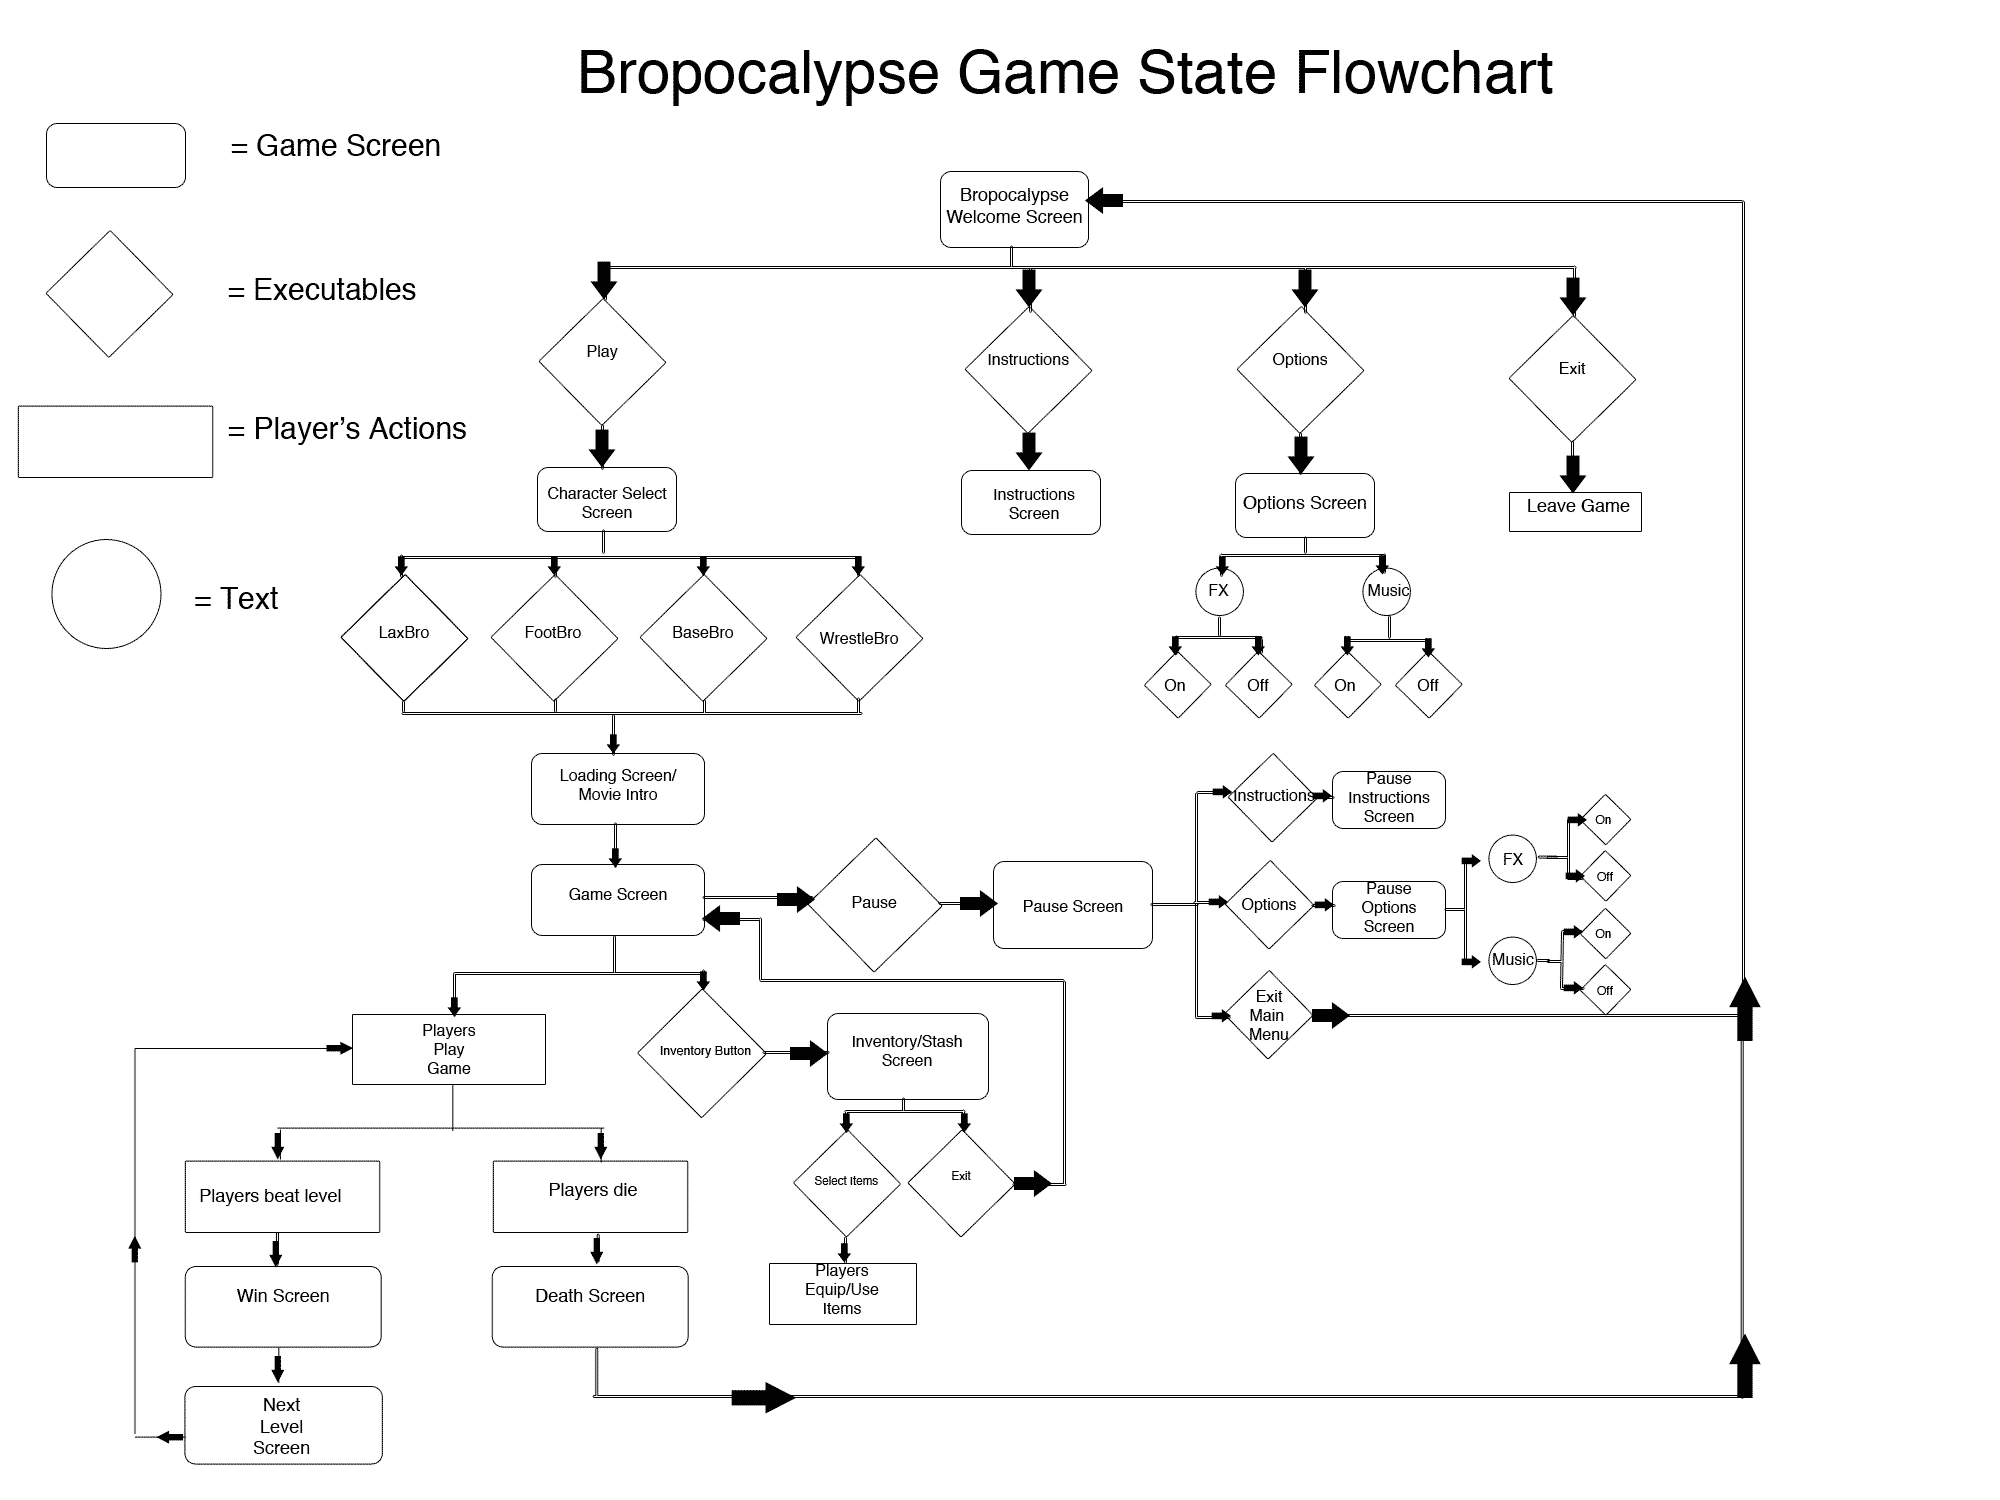 Bropocalypse Game State Flowchart
= Game Screen
= Executables
= Player's Actions
= Text
Bropocalypse
Welcome Screen
Play
Instructions
Options
Exit
Character Select
Screen
Instructions
Screen
Options Screen
Leave Game
FX
Music
LaxBro
FootBro
BaseBro
WrestleBro
On
Off
On
Off
Loading Screen/
Movie Intro
Instructions
Pause
Instructions
Screen
Game Screen
Pause
Pause Screen
Options
Pause
Options
Screen
FX
On
Off
Music
On
Off
Exit
Main
Menu
Players
Play
Game
Inventory Button
Inventory/Stash
Screen
Players beat level
Players die
Select Items
Exit
Win Screen
Death Screen
Players
Equip/Use
Items
Next
Level
Screen